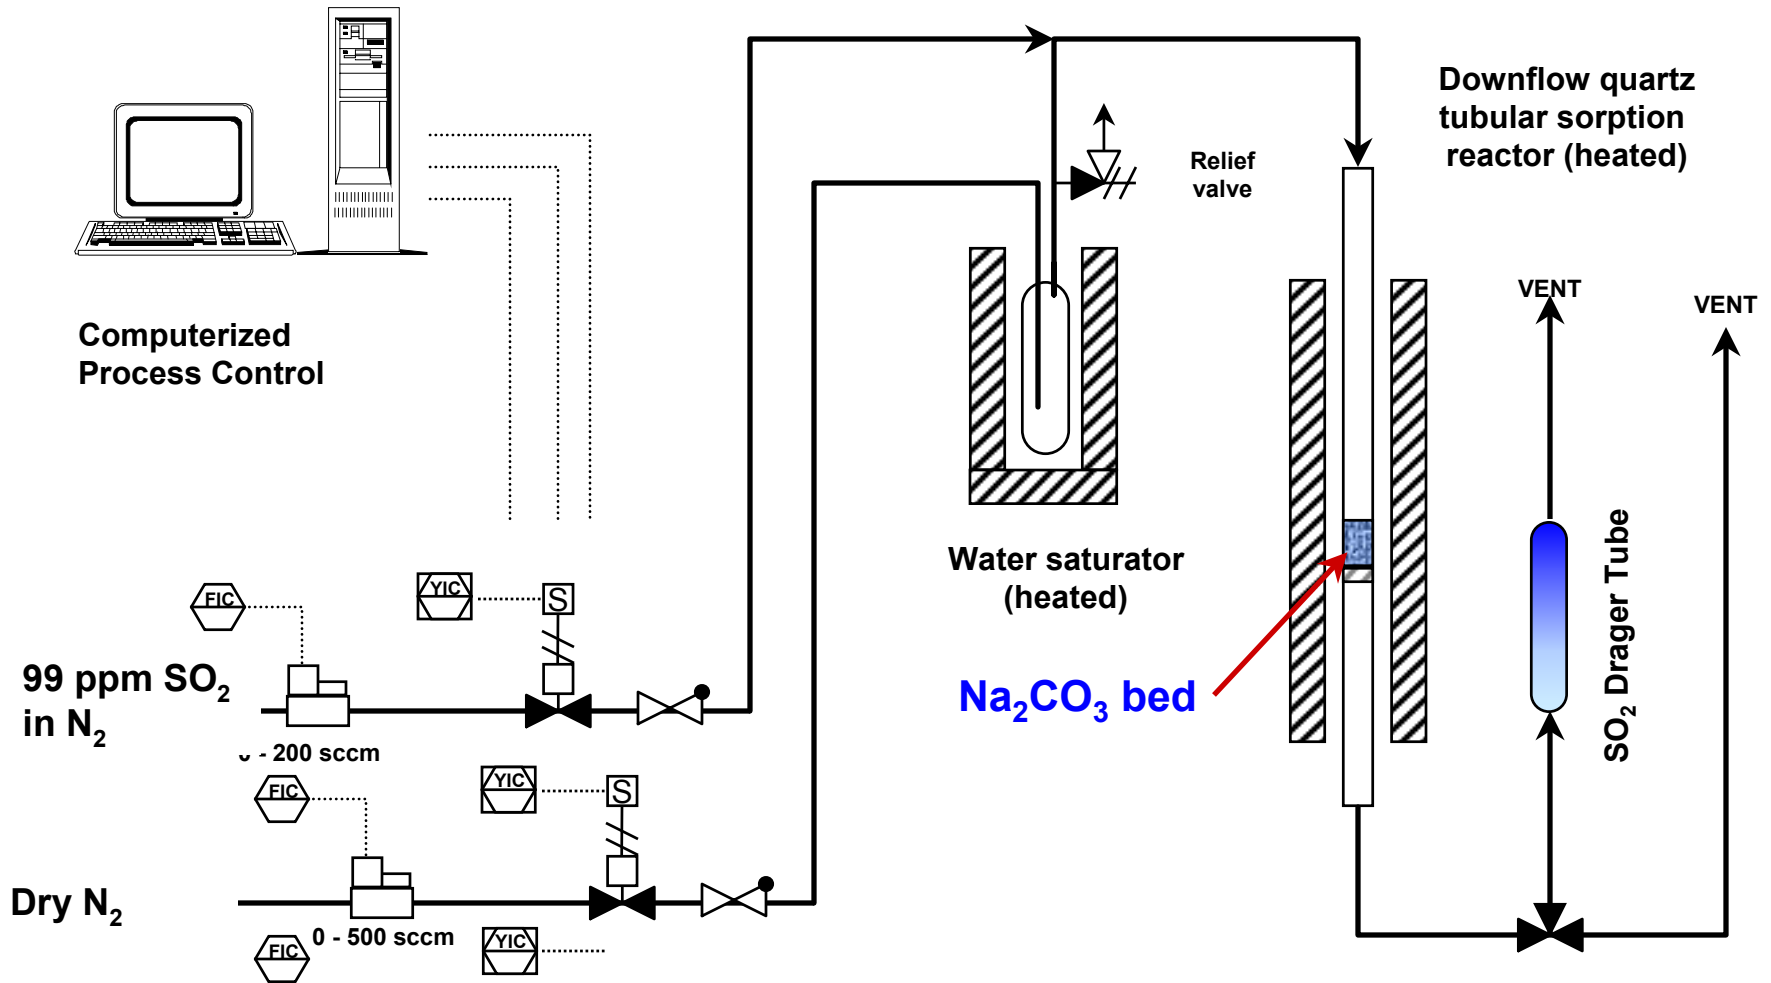 Computerized
Process Control
Downflow quartz
tubular sorption
reactor (heated)
Relief
valve
VENT
VENT
Water saturator
(heated)
SO2 Drager Tube
Na2CO3 bed
FIC
YIC
S
99 ppm SO2
in N2
- 200 sccm
FIC
YIC
S
Dry N2
0 - 500 sccm
FIC
YIC